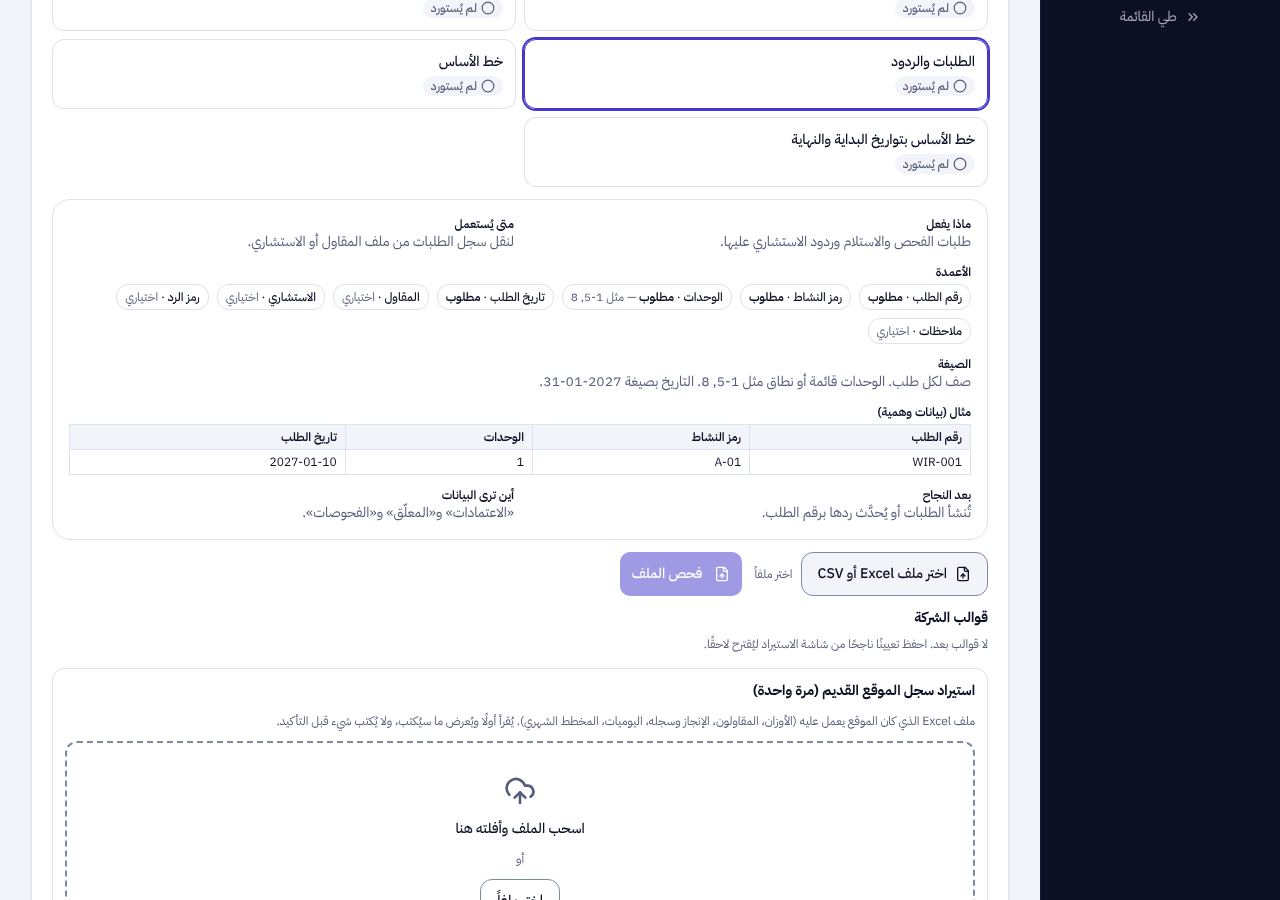 طي القائمة
لم يُستورد
لم يُستورد
الطلبات والردود
لم يُستورد
خط الأساس
لم يُستورد
خط الأساس بتواريخ البداية والنهاية
لم يُستورد
ماذا يفعل
طلبات الفحص والاستلام وردود الاستشاري عليها.
متى يُستعمل
لنقل سجل الطلبات من ملف المقاول أو الاستشاري.
الأعمدة
رقم الطلب · مطلوب
رمز النشاط · مطلوب
الوحدات · مطلوب — مثل 1-5, 8
تاريخ الطلب · مطلوب
المقاول · اختياري
الاستشاري · اختياري
رمز الرد · اختياري
ملاحظات · اختياري
الصيغة
صف لكل طلب. الوحدات قائمة أو نطاق مثل 1-5, 8. التاريخ بصيغة 2027-01-31.
مثال (بيانات وهمية)
رقم الطلب رمز النشاط الوحدات تاريخ الطلب
WIR-001 A-01 1 2027-01-10
بعد النجاح
تُنشأ الطلبات أو يُحدَّث ردها برقم الطلب.
أين ترى البيانات
«الاعتمادات» و«المعلّق» و«الفحوصات».
اختر ملف Excel أو CSV
اختر ملفاً
فحص الملف
قوالب الشركة
لا قوالب بعد. احفظ تعيينًا ناجحًا من شاشة الاستيراد ليُقترح لاحقًا.
استيراد سجل الموقع القديم (مرة واحدة)
ملف Excel الذي كان الموقع يعمل عليه (الأوزان، المقاولون، الإنجاز وسجله، اليوميات، المخطط الشهري). يُقرأ أولًا ويُعرض ما سيُكتب، ولا يُكتب شيء قبل التأكيد.
اسحب الملف وأفلته هنا
أو
اختر ملفاً